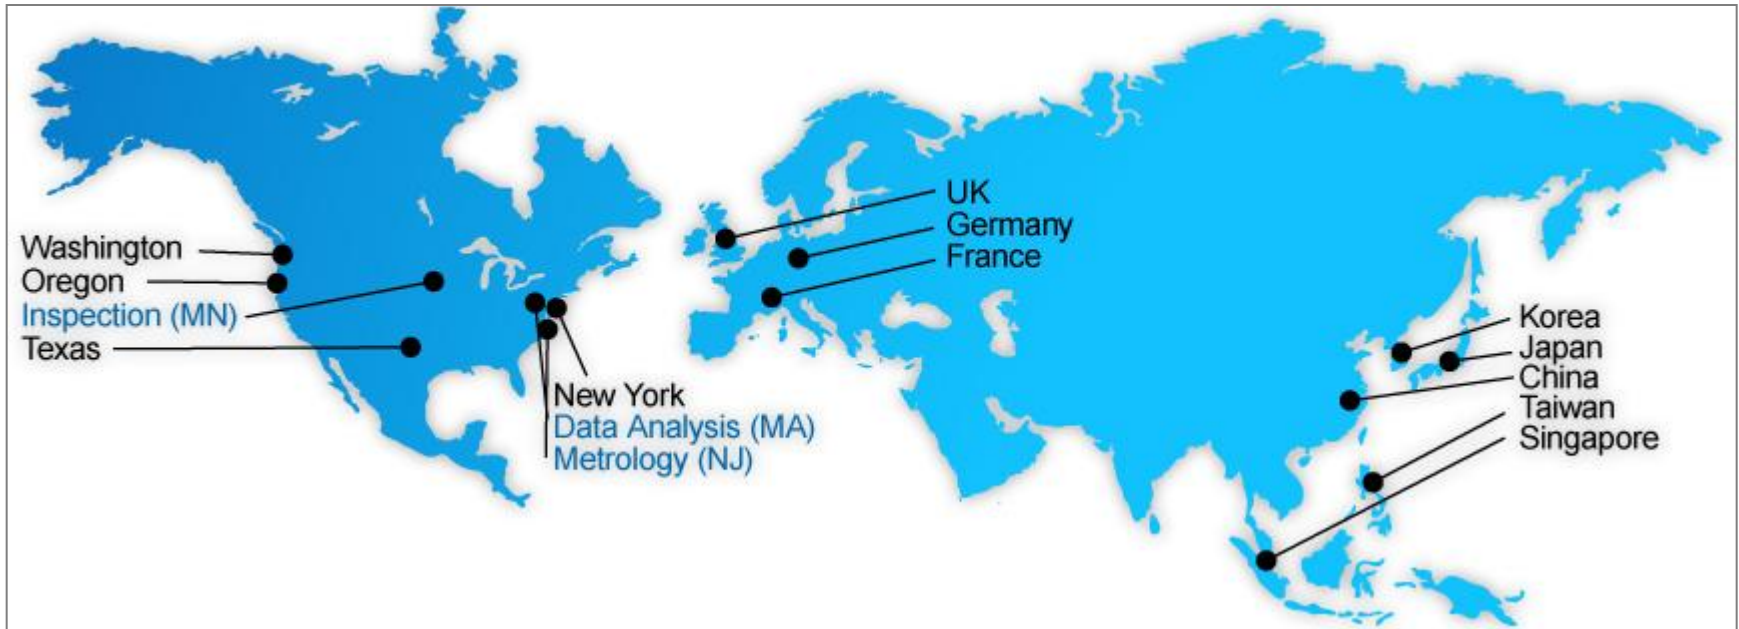 Washington
Oregon
Inspection (MN)
Texas
New York
Data Analysis (MA)
Metrology (NJ)
UK
Germany
France
Korea
Japan
China
Taiwan
Singapore